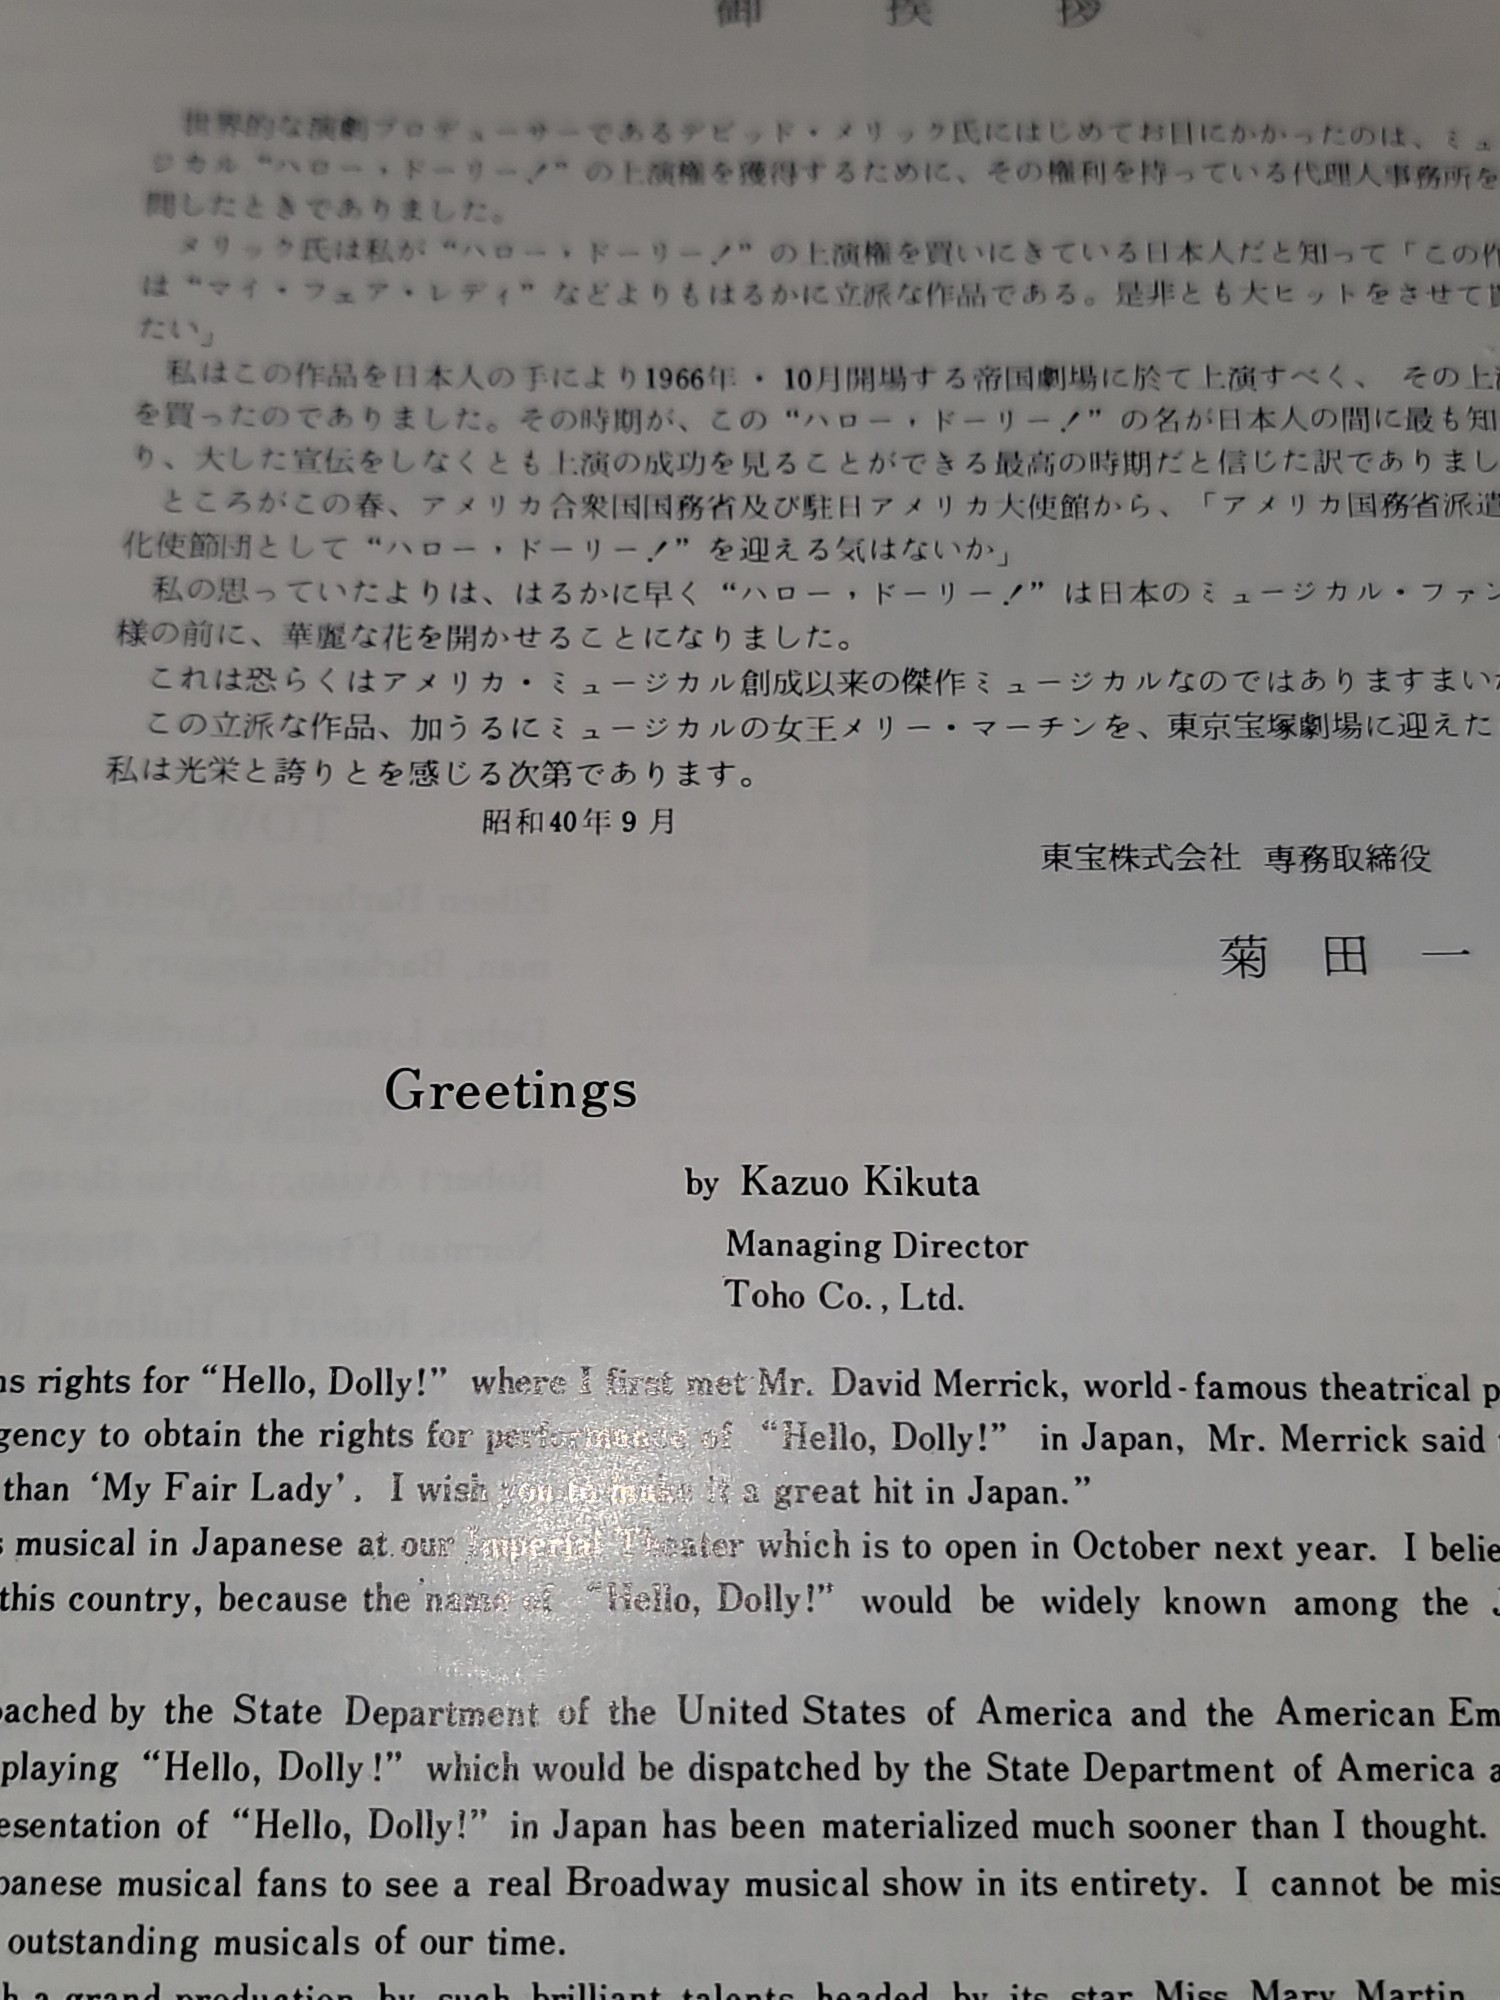 御 挨 拶
世界的な演劇プロデューサーであるデビッド・メリック氏にはじめてお目にかかったのは、ミュ
ジカル “ハロー，ドーリー！” の上演権を獲得するために、その権利を持っている代理人事務所を
問したときでありました。
メリック氏は私が “ハロー，ドーリー！” の上演権を買いにきている日本人だと知って「この作
は “マイ・フェア・レディ” などよりもはるかに立派な作品である。是非とも大ヒットをさせて
たい」
私はこの作品を日本人の手により1966年・10月開場する帝国劇場に於て上演すべく、 その上
を買ったのでありました。その時期が、この “ハロー，ドーリー！” の名が日本人の間に最も知
り、大した宣伝をしなくとも上演の成功を見ることができる最高の時期だと信じた訳でありまし
ところがこの春、アメリカ合衆国国務省及び駐日アメリカ大使館から、「アメリカ国務省派遣
化使節団として “ハロー，ドーリー！” を迎える気はないか」
私の思っていたよりは、はるかに早く “ハロー，ドーリー！” は日本のミュージカル・ファン
様の前に、華麗な花を開かせることになりました。
これは恐らくはアメリカ・ミュージカル創成以来の傑作ミュージカルなのではありますまい
この立派な作品、加うるにミュージカルの女王メリー・マーチンを、東京宝塚劇場に迎えた
私は光栄と誇りとを感じる次第であります。
昭和40年9月
東宝株式会社 専務取締役
菊 田 一
Greetings
by Kazuo Kikuta
Managing Director
Toho Co., Ltd.
ns rights for “Hello, Dolly!” where I first met Mr. David Merrick, world-famous theatrical p
gency to obtain the rights for performance of “Hello, Dolly!” in Japan, Mr. Merrick said
than ‘My Fair Lady’. I wish you to make it a great hit in Japan.”
s musical in Japanese at our Imperial Theater which is to open in October next year. I belie
this country, because the name of “Hello, Dolly!” would be widely known among the J
oached by the State Department of the United States of America and the American Em
playing “Hello, Dolly!” which would be dispatched by the State Department of America a
esentation of “Hello, Dolly!” in Japan has been materialized much sooner than I thought.
panese musical fans to see a real Broadway musical show in its entirety. I cannot be mis
outstanding musicals of our time.
h a grand production by such brilliant talents headed by its star Miss Mary Martin